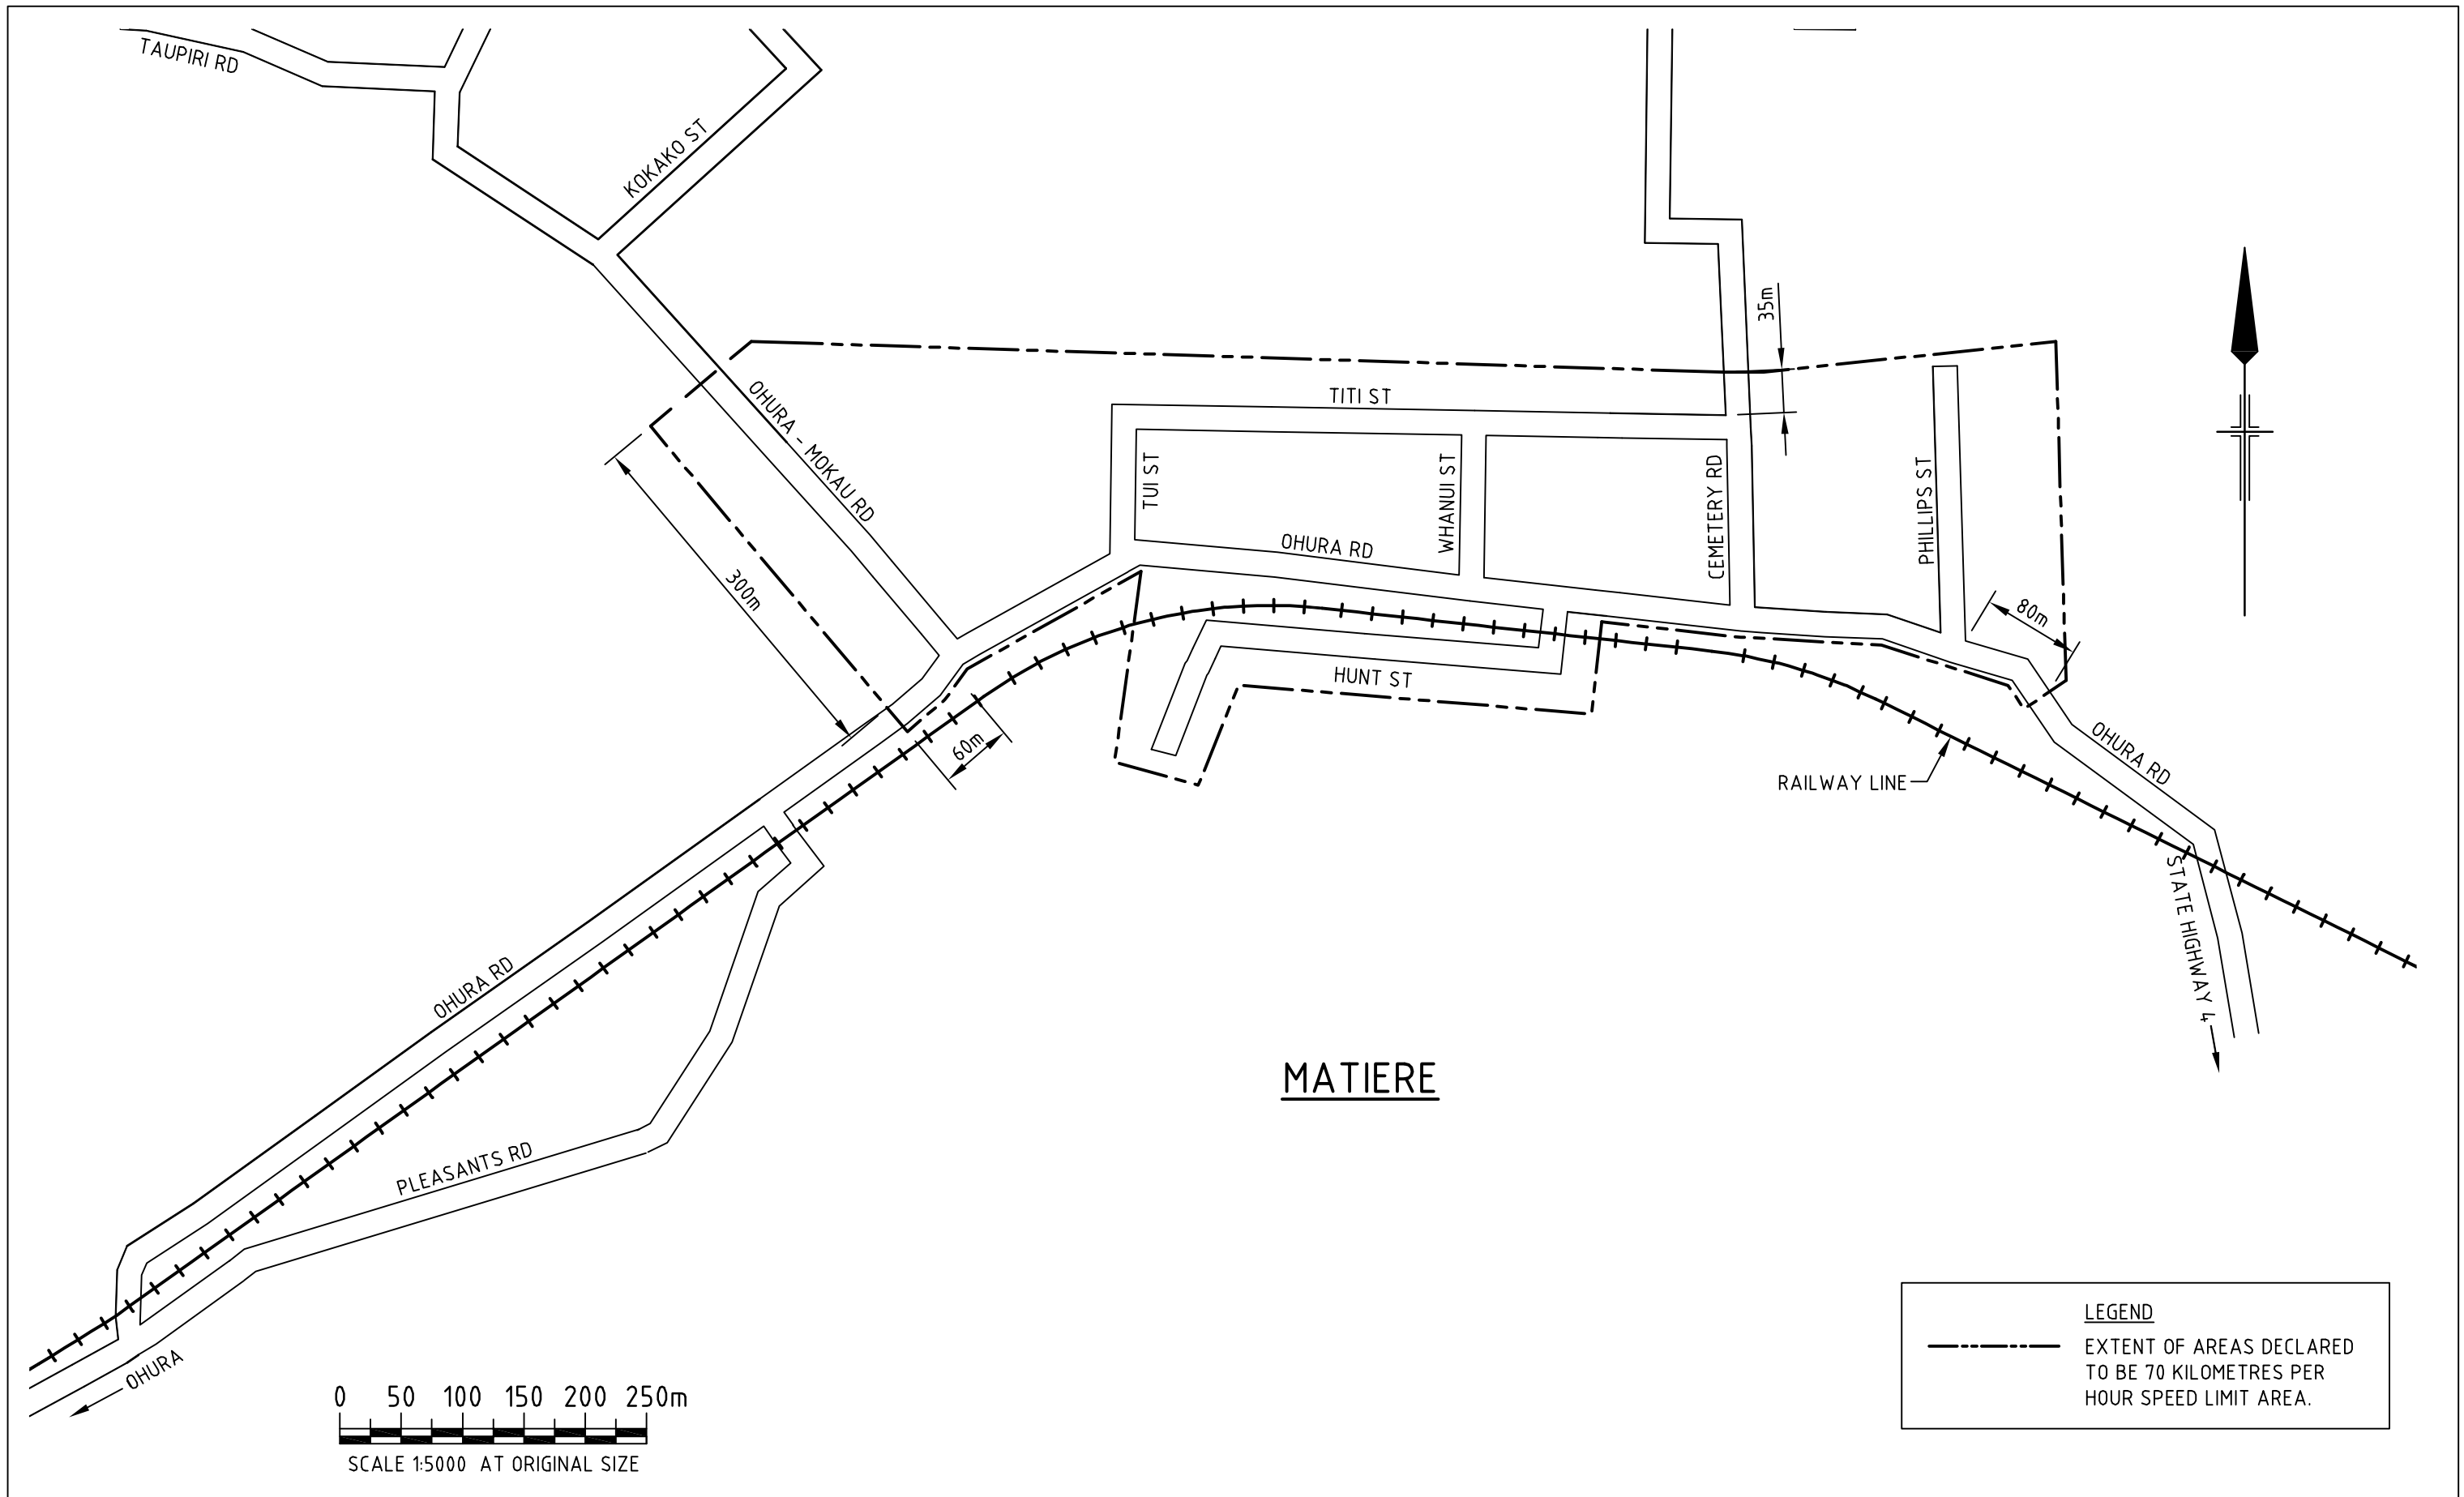 TAUPIRI RD
KOKAKO ST
35m
OHURA - MOKAU RD
TITI ST
TUI ST
WHANUI ST
CEMETERY RD
PHILLIPS ST
OHURA RD
300m
80m
HUNT ST
60m
OHURA RD
RAILWAY LINE
STATE HIGHWAY 4
OHURA RD
MATIERE
PLEASANTS RD
OHURA
0 50 100 150 200 250m
SCALE 1:5000 AT ORIGINAL SIZE
LEGEND
EXTENT OF AREAS DECLARED
TO BE 70 KILOMETRES PER
HOUR SPEED LIMIT AREA.